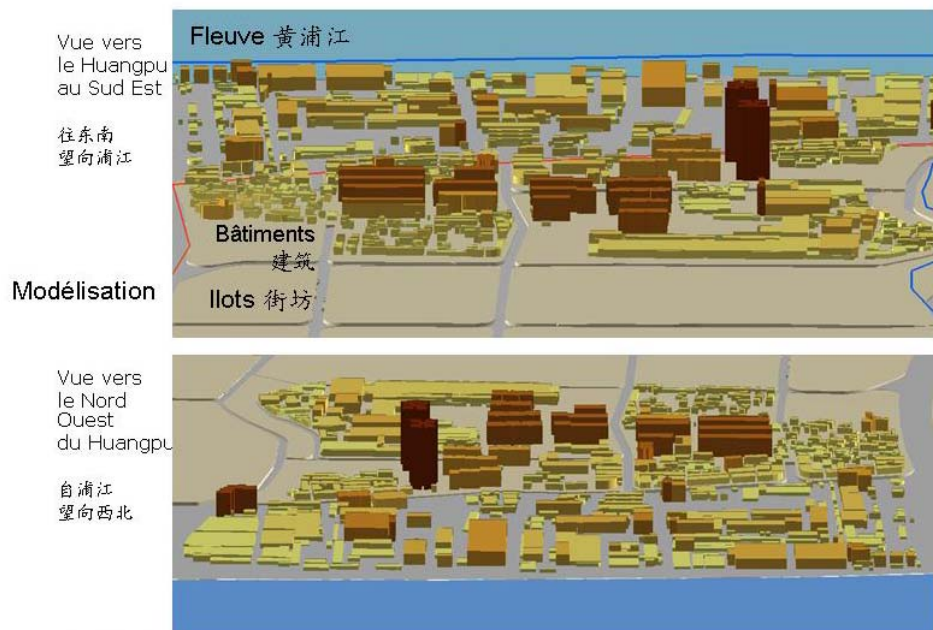 Vue vers
le Huangpu
au Sud Est
往东南
望向浦江
Fleuve 黃浦江
Bâtiments
建筑
Ilots 街坊
Modélisation
Vue vers
le Nord
Ouest
du Huangpu
自浦江
望向西北